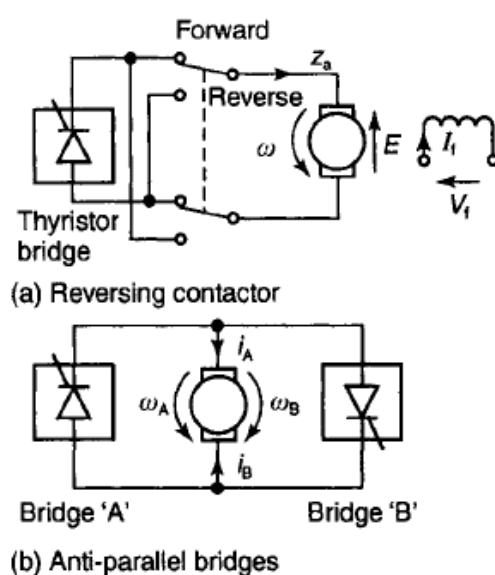 Forward
z_a
Reverse
ω
E
I_f
V_f
Thyristor
bridge
(a) Reversing contactor
i_A
ω_A
ω_B
i_B
Bridge ‘A’
Bridge ‘B’
(b) Anti-parallel bridges